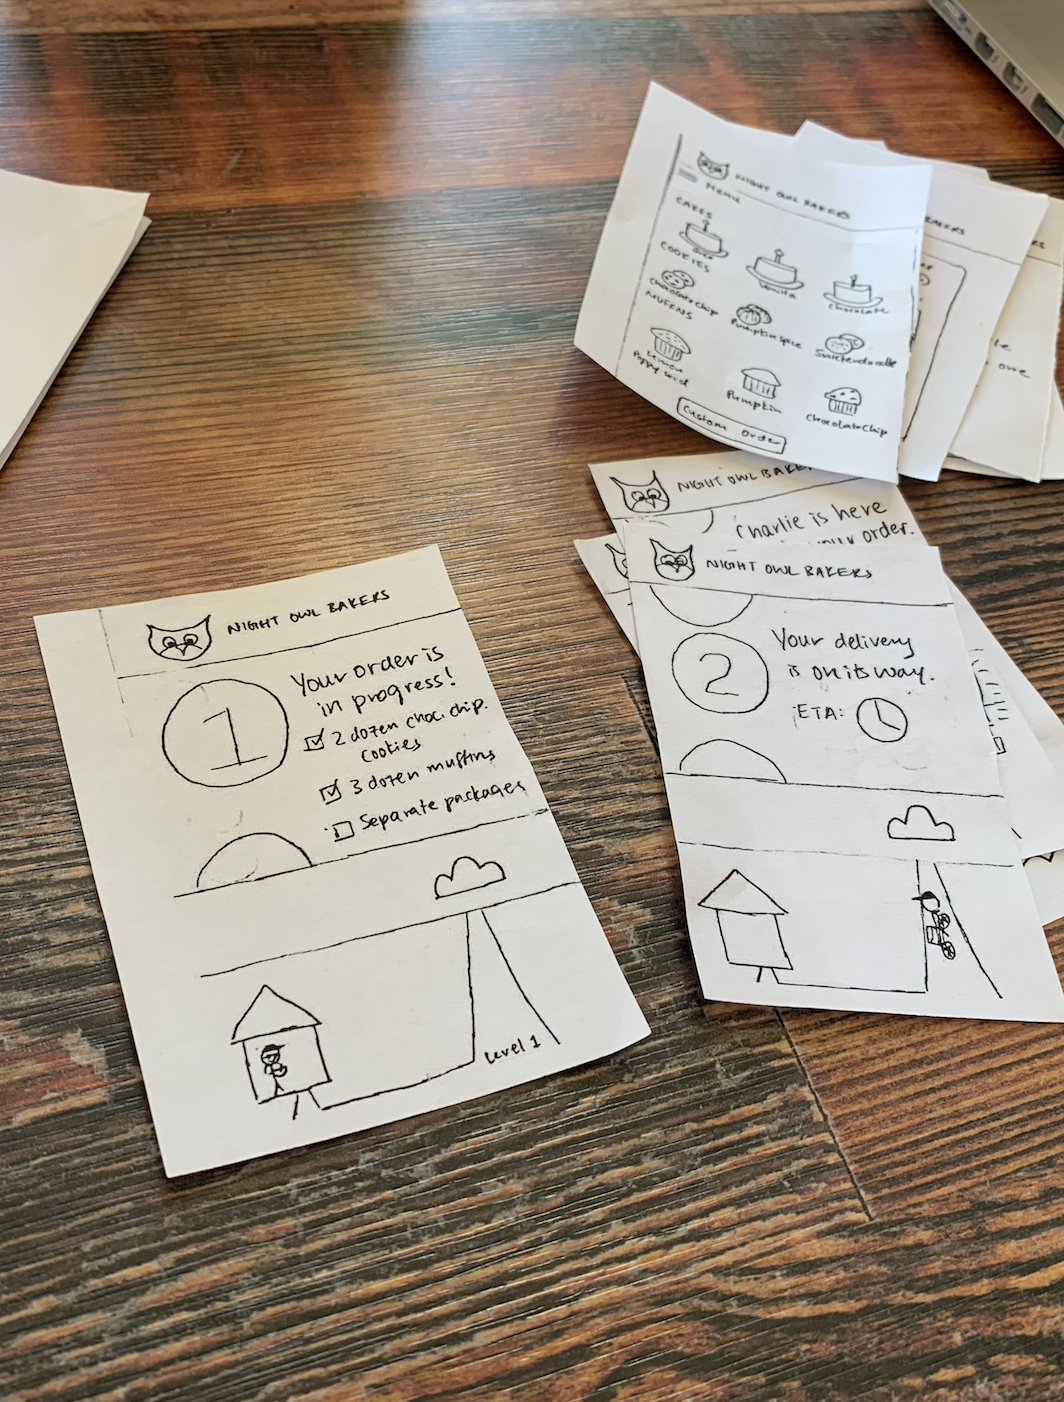 NIGHT OWL BAKERS
Menu
CAKES
Vanilla
Chocolate
COOKIES
Chocolate Chip
Pumpkin Spice
MUFFINS
Lemon
Poppy Seed
Pumpkin
Chocolate Chip
Custom Order
BAKERS
NIGHT OWL BAKE
Charlie is here
your order.
NIGHT OWL BAKERS
2
Your delivery
is on its way.
ETA:
NIGHT OWL BAKERS
1
Your order is
in progress!
2 dozen choc. chip.
cookies
3 dozen muffins
Separate packages
Level 1